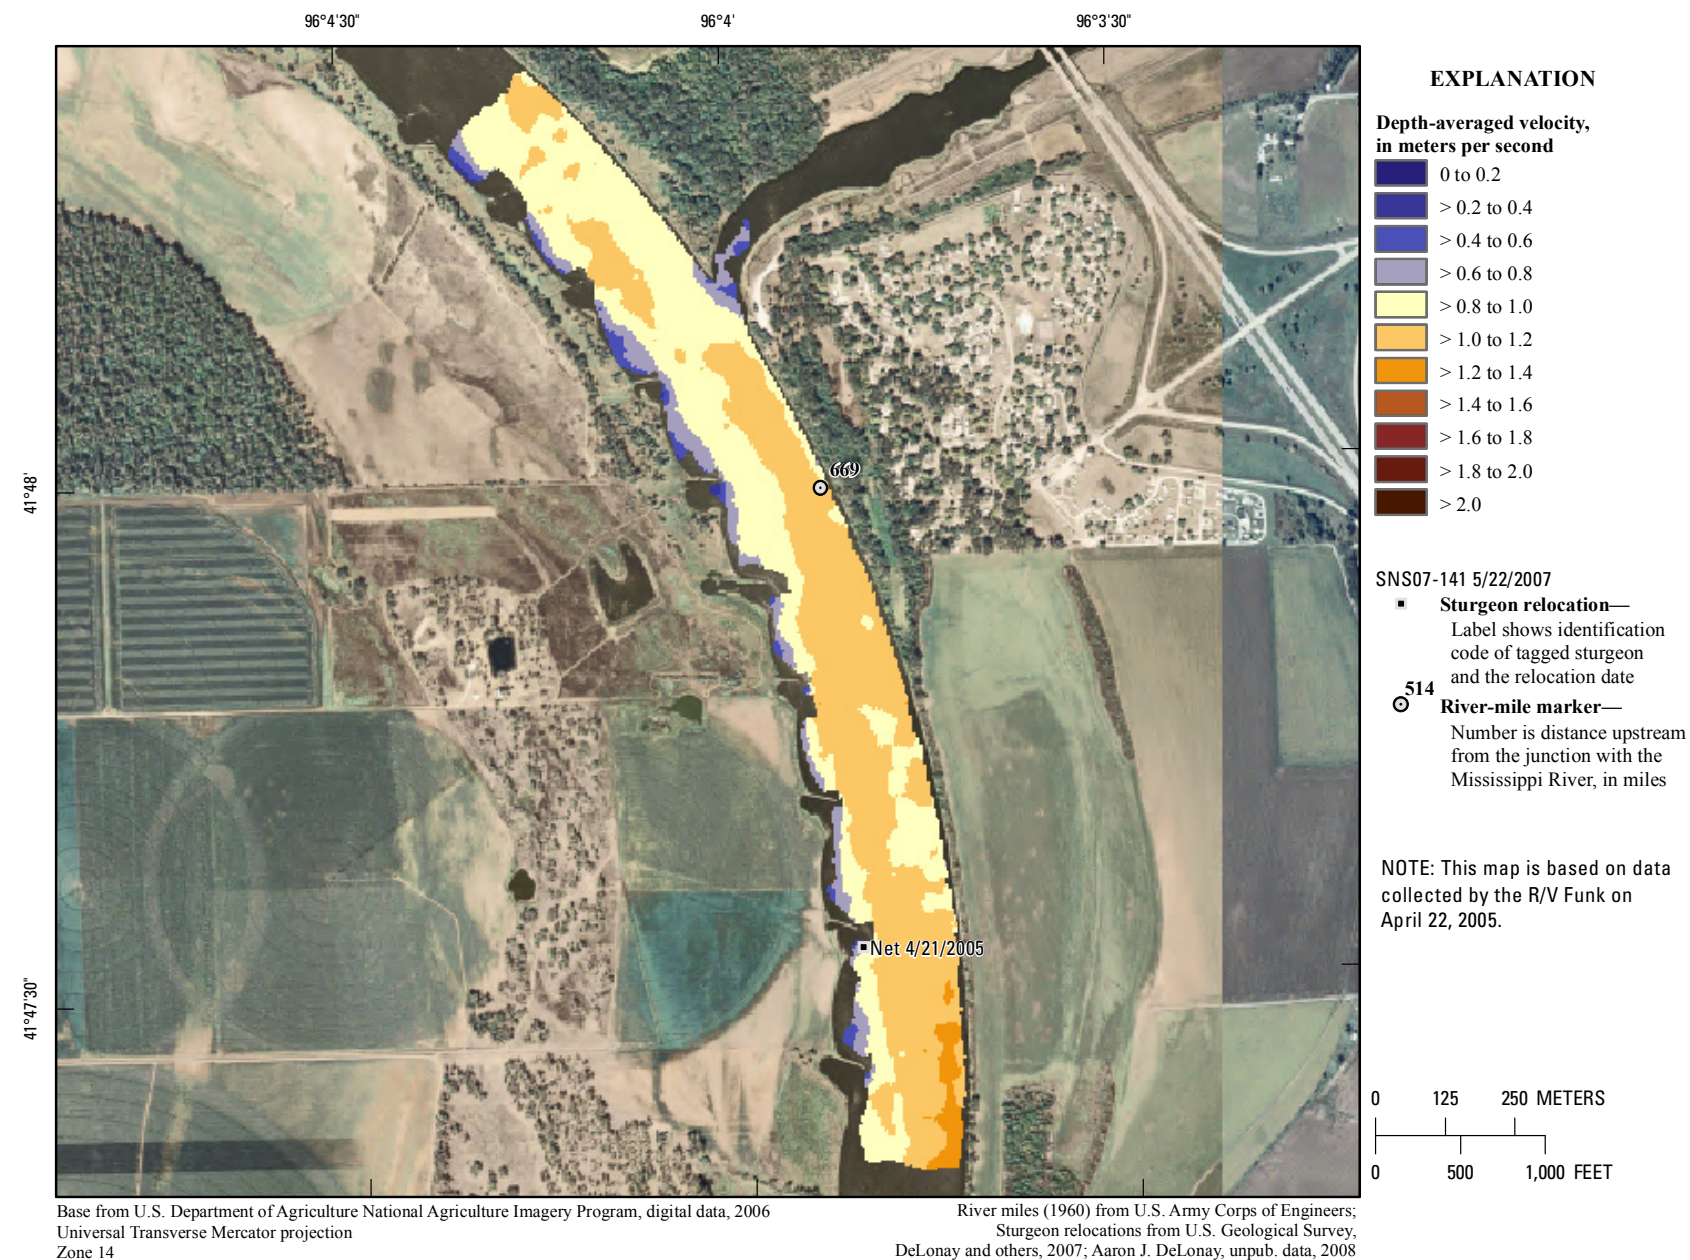 96°4'30"
96°4'
96°3'30"
41°48'
41°47'30"
669
Net 4/21/2005
EXPLANATION
Depth-averaged velocity,
in meters per second
0 to 0.2
> 0.2 to 0.4
> 0.4 to 0.6
> 0.6 to 0.8
> 0.8 to 1.0
> 1.0 to 1.2
> 1.2 to 1.4
> 1.4 to 1.6
> 1.6 to 1.8
> 1.8 to 2.0
> 2.0
SNS07-141 5/22/2007
Sturgeon relocation—
Label shows identification
code of tagged sturgeon
and the relocation date
514
River-mile marker—
Number is distance upstream
from the junction with the
Mississippi River, in miles
NOTE: This map is based on data
collected by the R/V Funk on
April 22, 2005.
0 125 250 METERS
0 500 1,000 FEET
Base from U.S. Department of Agriculture National Agriculture Imagery Program, digital data, 2006
Universal Transverse Mercator projection
Zone 14
River miles (1960) from U.S. Army Corps of Engineers;
Sturgeon relocations from U.S. Geological Survey,
DeLonay and others, 2007; Aaron J. DeLonay, unpub. data, 2008